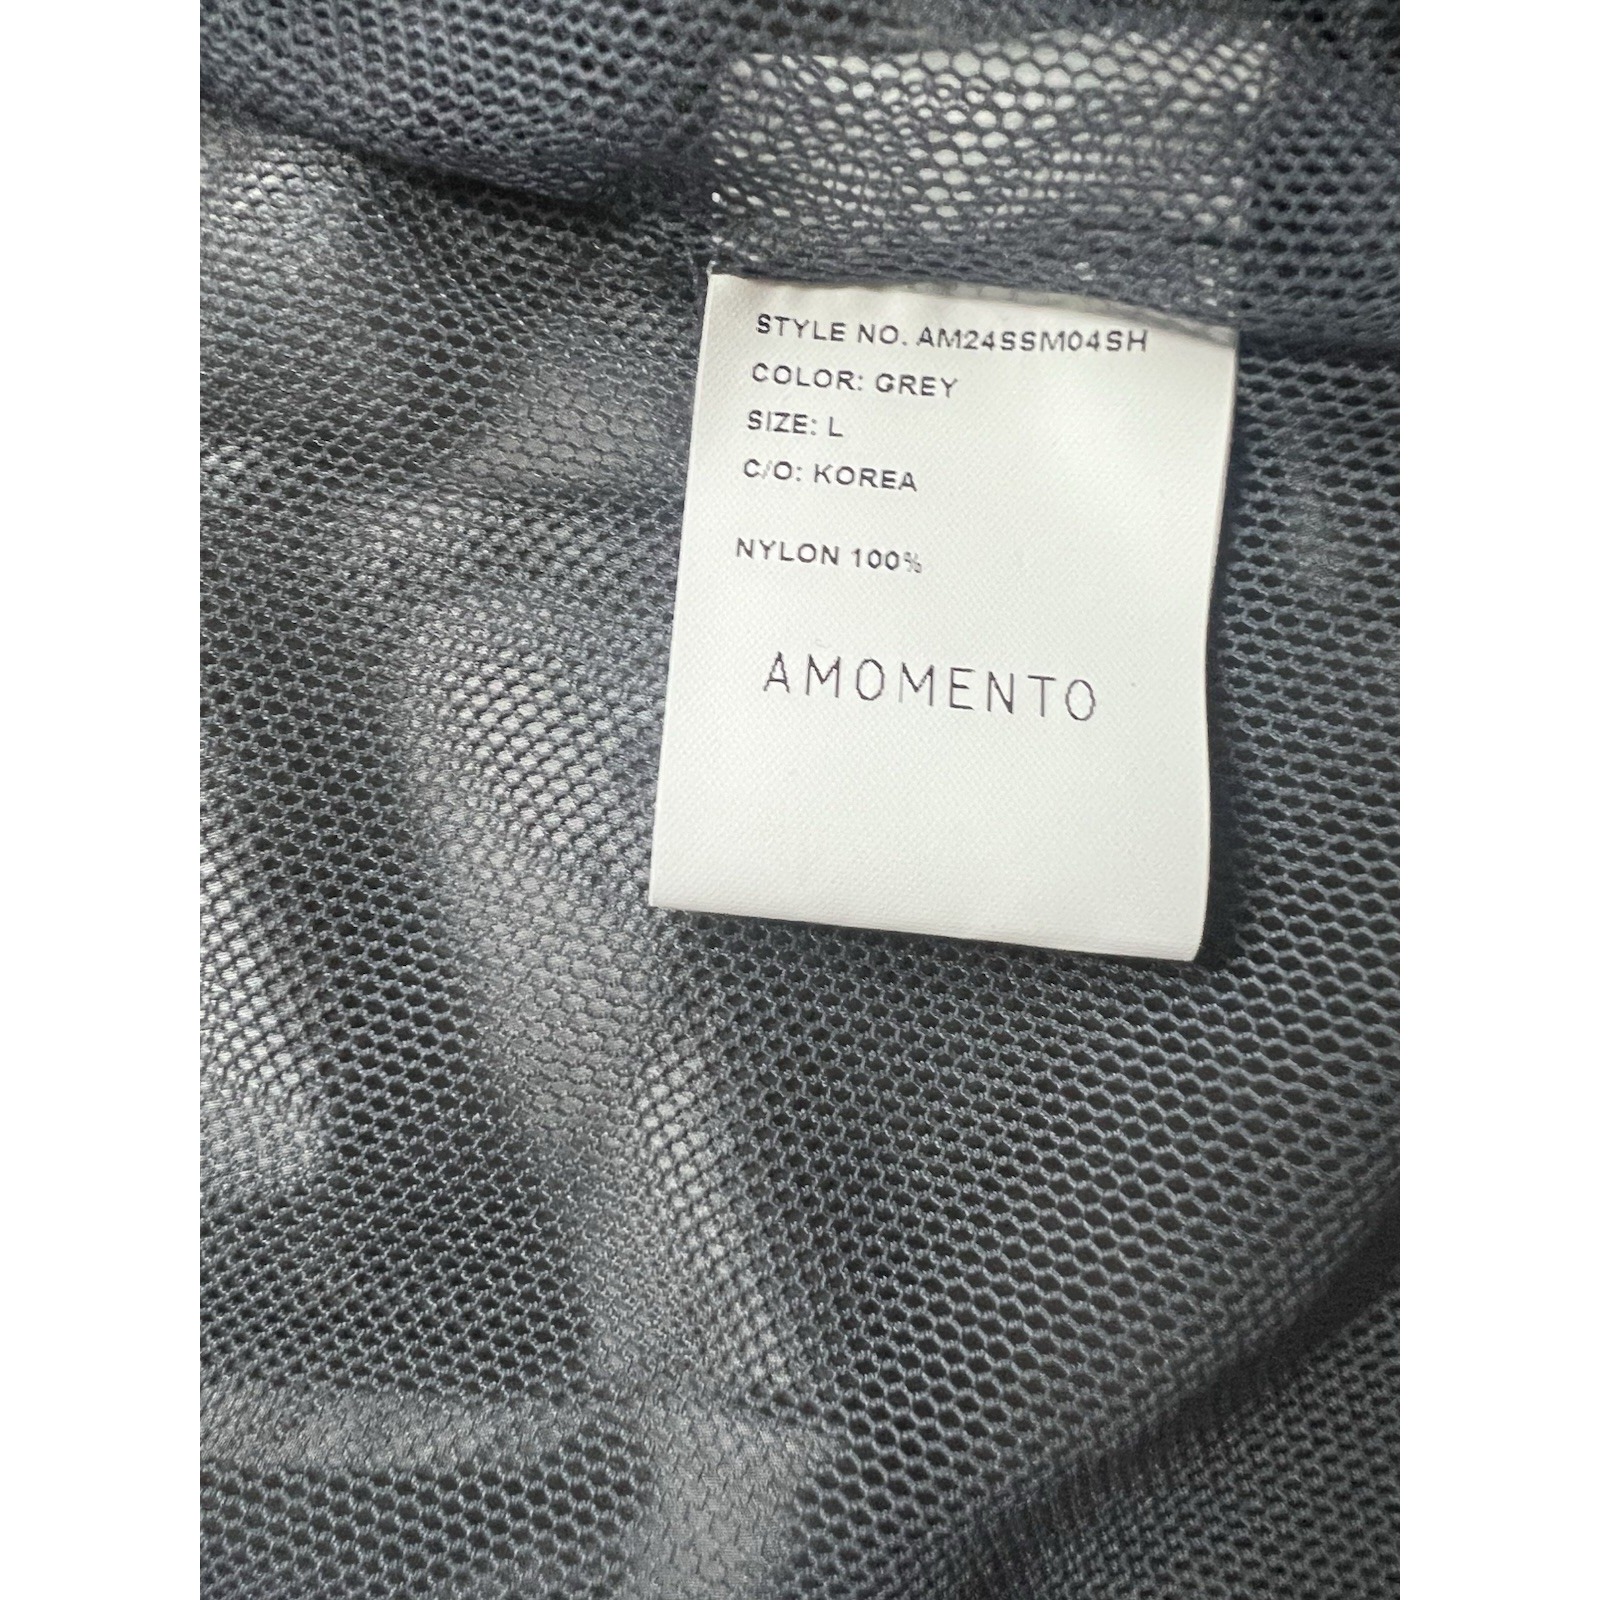 STYLE NO. AM24SSM04SH
COLOR: GREY
SIZE: L
C/O: KOREA
NYLON 100%
AMOMENTO